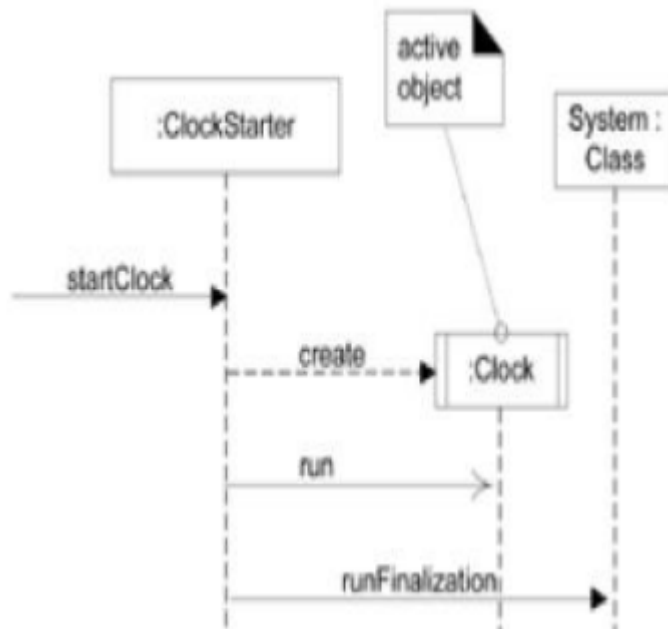 active
object
:ClockStarter
System :
Class
startClock
create
:Clock
run
runFinalization